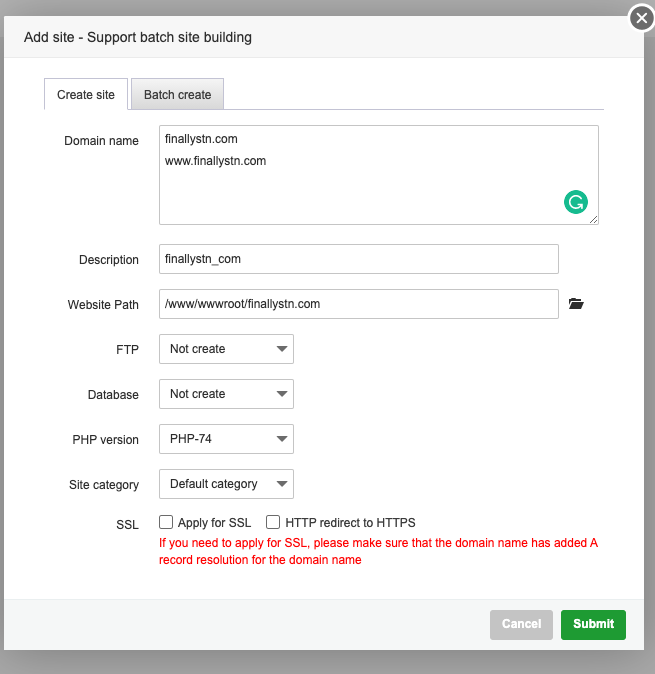 Add site - Support batch site building
Create site
Batch create
Domain name
finallystn.com
www.finallystn.com
Description
finallystn_com
Website Path
/www/wwwroot/finallystn.com
FTP
Not create
Database
Not create
PHP version
PHP-74
Site category
Default category
SSL
Apply for SSL
HTTP redirect to HTTPS
If you need to apply for SSL, please make sure that the domain name has added A
record resolution for the domain name
Cancel
Submit